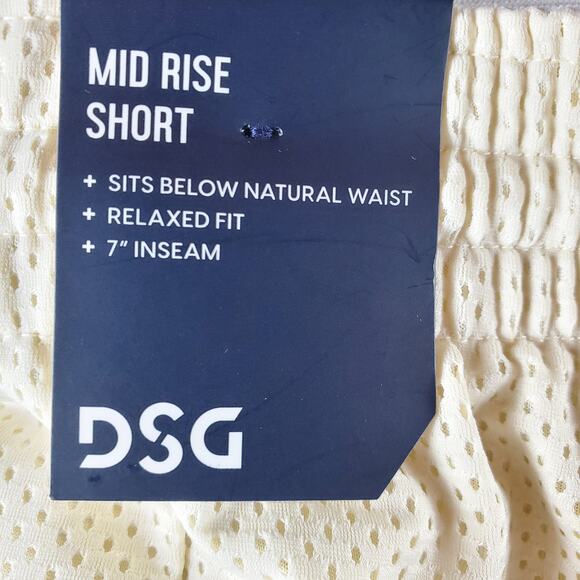 MID RISE
SHORT
+ SITS BELOW NATURAL WAIST
+ RELAXED FIT
+ 7" INSEAM
DSG